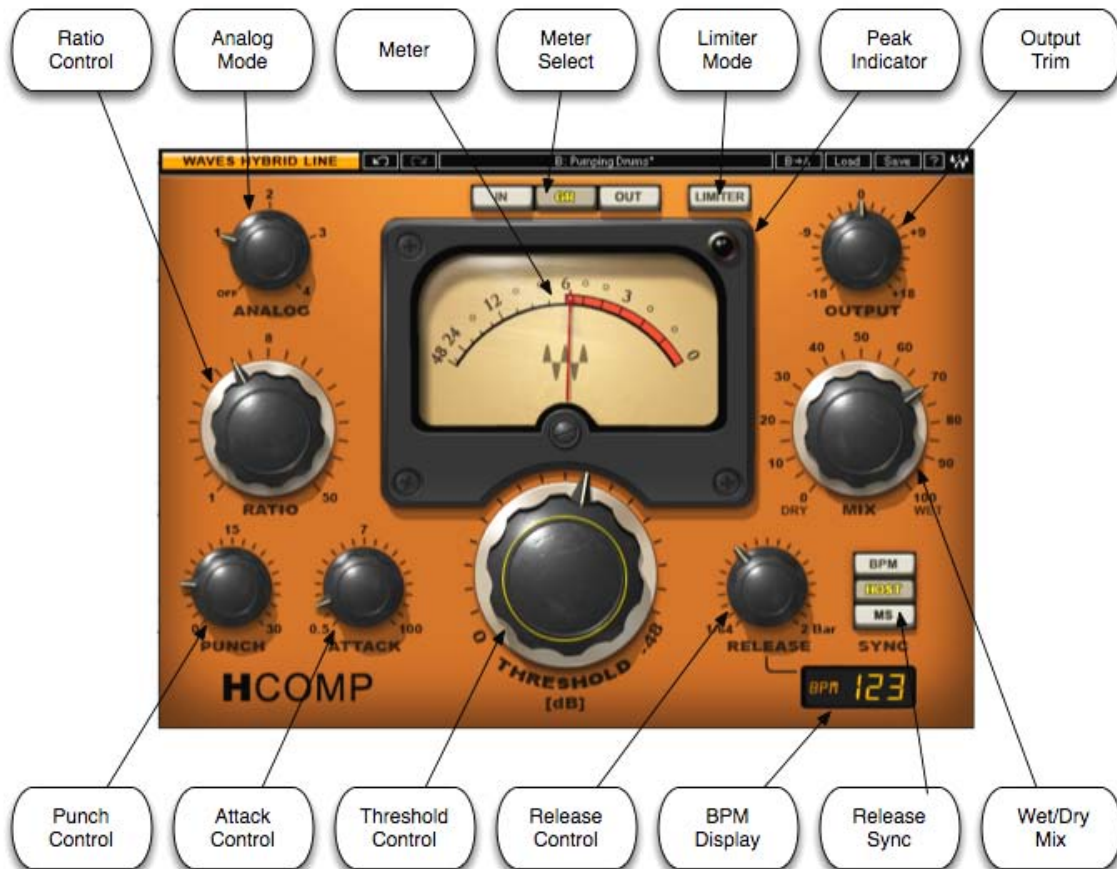 Ratio
Control
Analog
Mode
Meter
Meter
Select
Limiter
Mode
Peak
Indicator
Output
Trim
WAVES HYBRID LINE
B: Pumping Drums*
B→A
Load
Save
?
IN
GR
OUT
LIMITER
OFF
1
2
3
4
ANALOG
-18
-9
0
+9
+18
OUTPUT
48
24
12
6
3
0
1
8
50
RATIO
0
10
20
30
40
50
60
70
80
90
100
DRY
MIX
WET
0
15
30
PUNCH
0.5
7
100
ATTACK
0
-48
THRESHOLD
[dB]
1/64
2 Bar
RELEASE
BPM
HOST
MS
SYNC
BPM 123
HCOMP
Punch
Control
Attack
Control
Threshold
Control
Release
Control
BPM
Display
Release
Sync
Wet/Dry
Mix